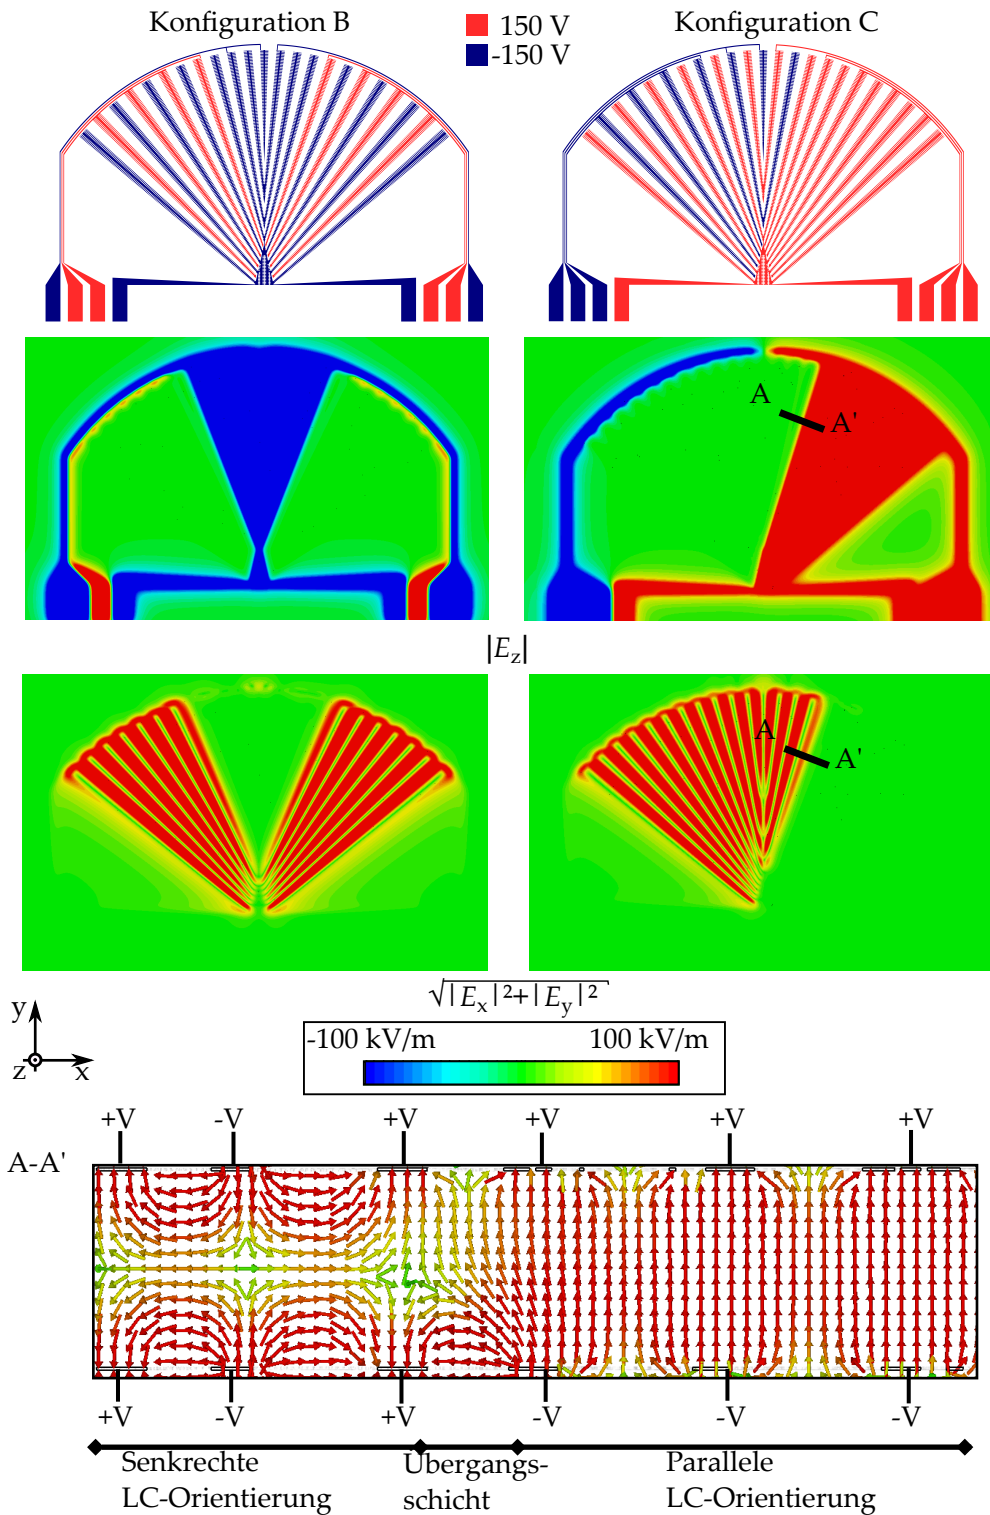 Konfiguration B
150 V
-150 V
Konfiguration C
A
A'
|E_z|
A
A'
√|E_x|²+|E_y|²
y
z
x
-100 kV/m
100 kV/m
+V -V +V +V +V +V
A-A'
+V -V +V -V -V -V
Senkrechte
LC-Orientierung
Übergangs-
schicht
Parallele
LC-Orientierung